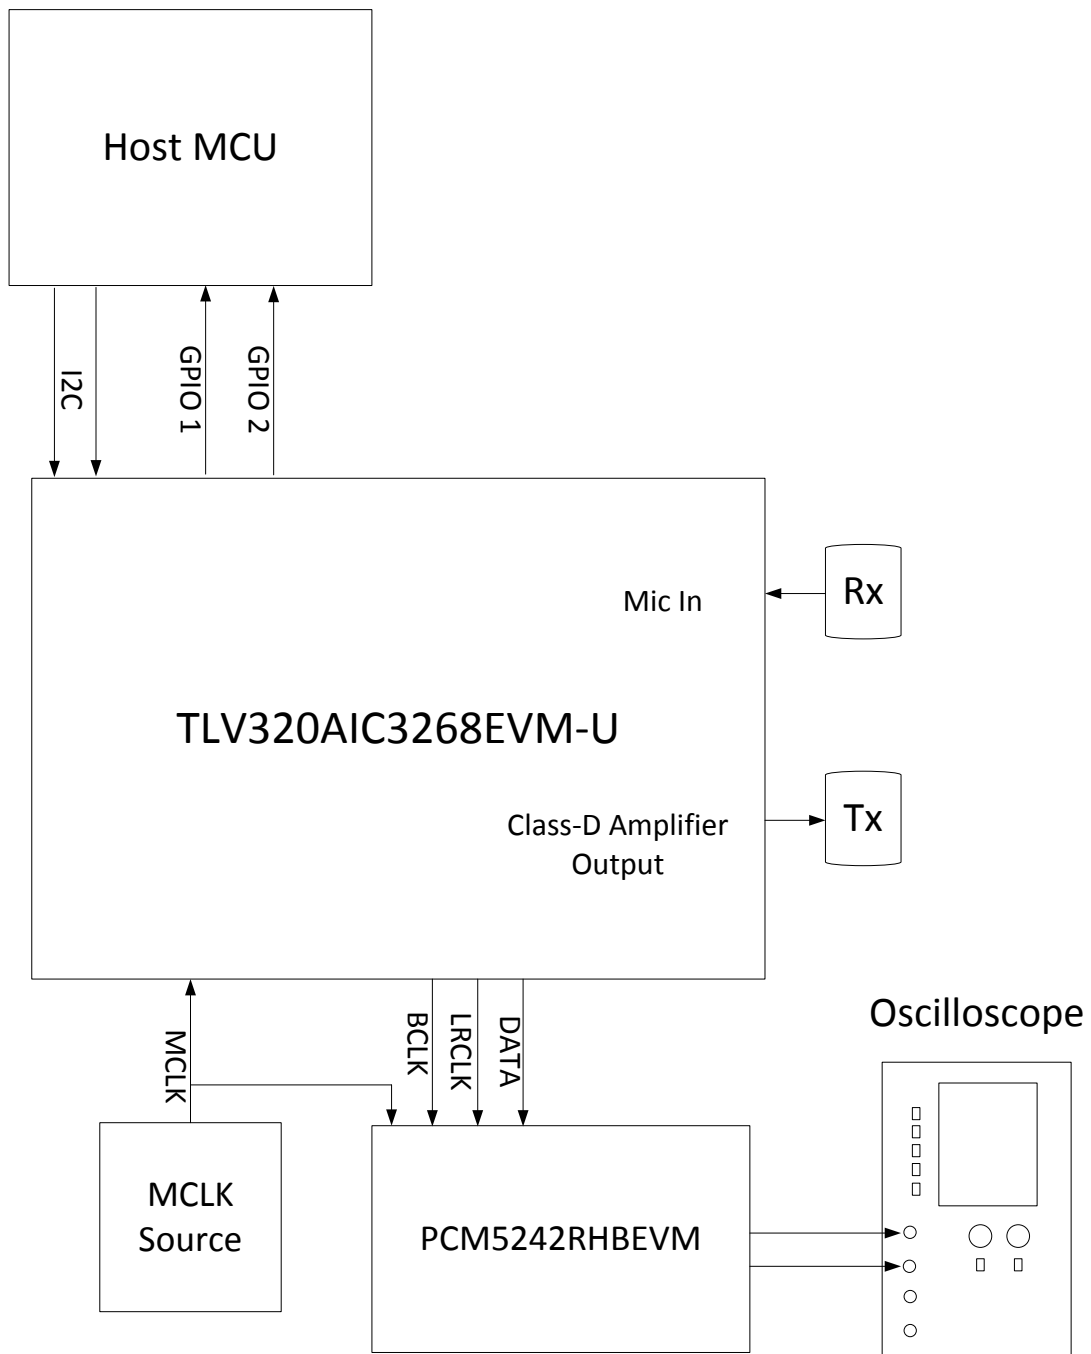 Host MCU
I2C
GPIO 1
GPIO 2
Mic In
Rx
TLV320AIC3268EVM-U
Class-D Amplifier
Output
Tx
MCLK
BCLK
LRCLK
DATA
Oscilloscope
MCLK
Source
PCM5242RHBEVM